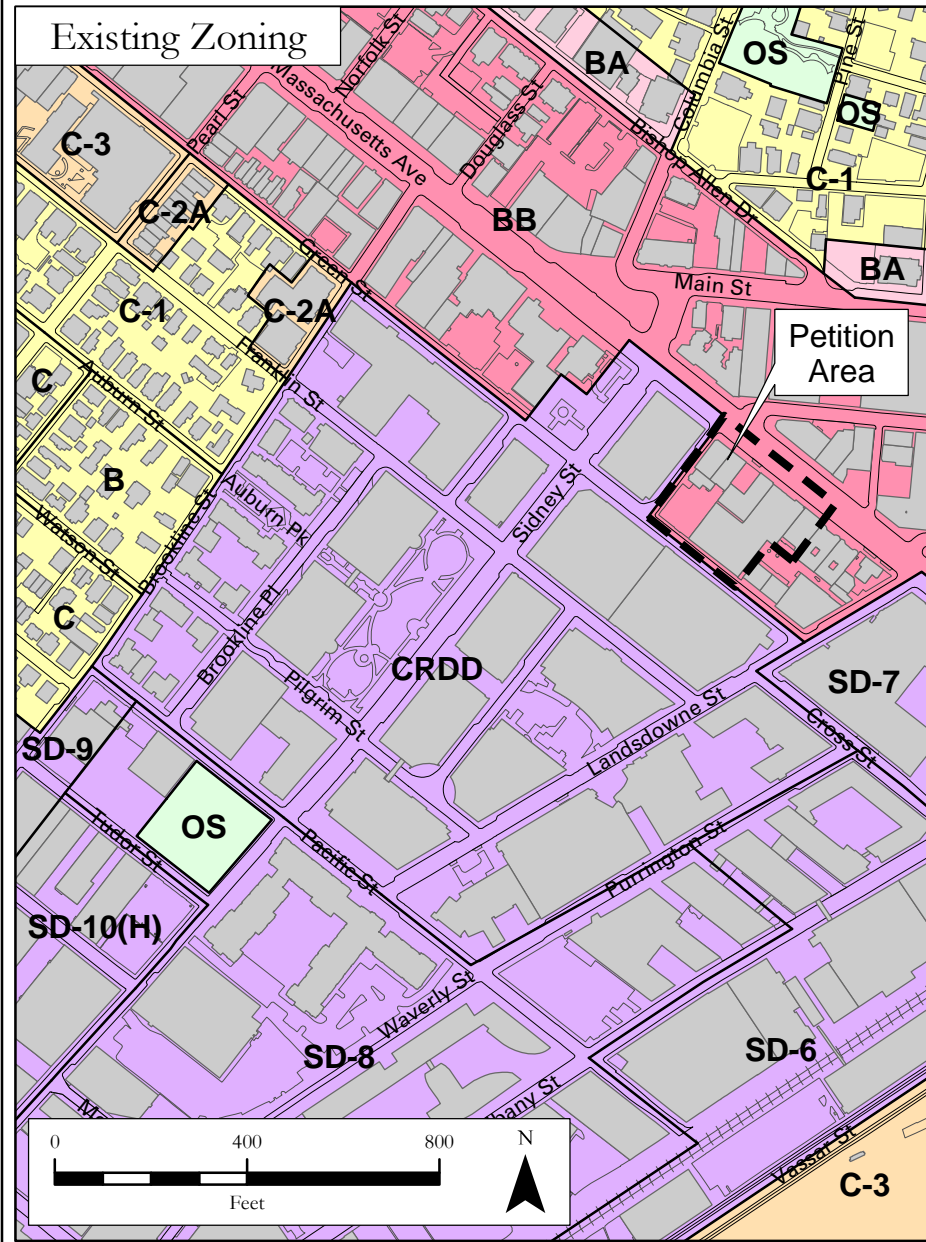 Existing Zoning
BA
OS
Columbia St
Pine St
Norfolk St
Massachusetts Ave
Pearl St
Douglass St
OS
C-3
Bishop Allen Dr
C-1
C-2A
BB
BA
Green St
Main St
C-1
C-2A
Petition
Area
Franklin St
C
Auburn St
B
Auburn Pk
Sidney St
Watson St
Brookline St
C
Brookline Pl
CRDD
SD-7
Pilgrim St
Landsdowne St
Cross St
SD-9
OS
Tudor St
Pacific St
Purrington St
SD-10(H)
Waverly St
SD-8
SD-6
bany St
Vassar St
C-3
0 400 800
Feet
N